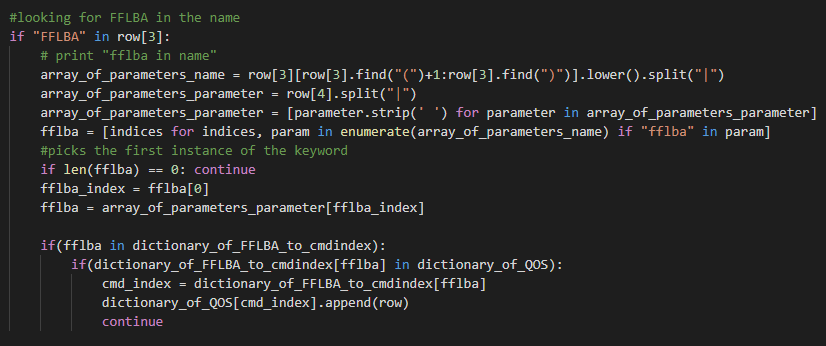 #looking for FFLBA in the name
if "FFLBA" in row[3]:
    # print "fflba in name"
    array_of_parameters_name = row[3][row[3].find("(")+1:row[3].find(")")].lower().split("|")
    array_of_parameters_parameter = row[4].split("|")
    array_of_parameters_parameter = [parameter.strip(' ') for parameter in array_of_parameters_parameter]
    fflba = [indices for indices, param in enumerate(array_of_parameters_name) if "fflba" in param]
    #picks the first instance of the keyword
    if len(fflba) == 0: continue
    fflba_index = fflba[0]
    fflba = array_of_parameters_parameter[fflba_index]

    if(fflba in dictionary_of_FFLBA_to_cmdindex):
        if(dictionary_of_FFLBA_to_cmdindex[fflba] in dictionary_of_QOS):
            cmd_index = dictionary_of_FFLBA_to_cmdindex[fflba]
            dictionary_of_QOS[cmd_index].append(row)
            continue